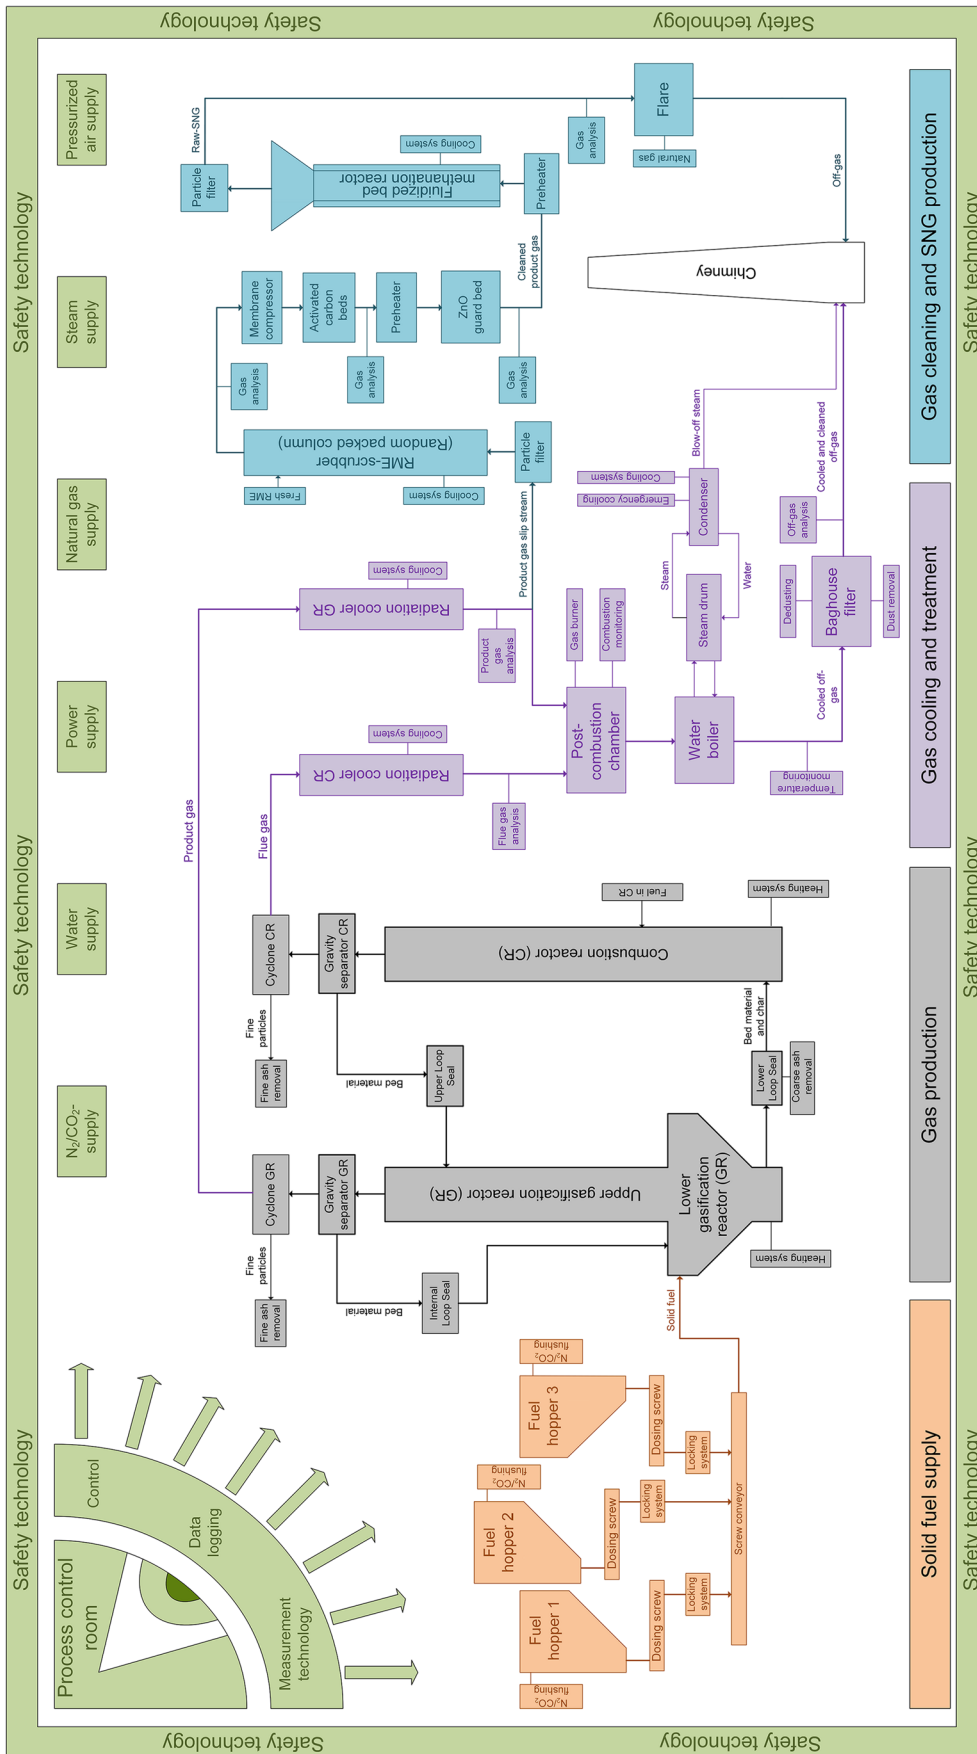 Safety technology
Safety technology
Safety technology
Safety technology
Safety technology
Safety technology
Safety technology
Safety technology
Safety technology
Safety technology
Process control
room
Control
Data
logging
Measurement
technology
N₂/CO₂-
supply
Water
supply
Power
supply
Natural gas
supply
Steam
supply
Pressurized
air supply
N₂/CO₂
flushing
Fuel
hopper 1
Dosing screw
Locking
system
N₂/CO₂
flushing
Fuel
hopper 2
Dosing screw
Locking
system
N₂/CO₂
flushing
Fuel
hopper 3
Dosing screw
Locking
system
Screw conveyor
Solid fuel
Solid fuel supply
Fine ash
removal
Fine
particles
Cyclone GR
Gravity
separator GR
Bed material
Internal
Loop Seal
Upper gasification reactor (GR)
Lower
gasification
reactor (GR)
Heating system
Fine ash
removal
Fine
particles
Cyclone CR
Gravity
separator CR
Bed material
Upper Loop
Seal
Lower
Loop Seal
Coarse ash
removal
Bed material
and char
Combustion reactor (CR)
Fuel in CR
Heating system
Gas production
Product gas
Flue gas
Radiation cooler CR
Cooling system
Flue gas
analysis
Radiation cooler GR
Cooling system
Product
gas
analysis
Product gas slip stream
Post-
combustion
chamber
Gas burner
Combustion
monitoring
Water
boiler
Steam drum
Steam
Water
Condenser
Emergency cooling
Cooling system
Blow-off steam
Temperature
monitoring
Cooled off-
gas
Baghouse
filter
Dedusting
Dust removal
Off-gas
analysis
Cooled and cleaned
off-gas
Gas cooling and treatment
Particle
filter
RME-scrubber
(Random packed column)
Fresh RME
Cooling system
Gas
analysis
Membrane
compressor
Activated
carbon
beds
Gas
analysis
Preheater
ZnO
guard bed
Gas
analysis
Cleaned
product gas
Preheater
Fluidized bed
methanation reactor
Cooling system
Particle
filter
Raw-SNG
Gas
analysis
Flare
Natural gas
Off-gas
Chimney
Gas cleaning and SNG production